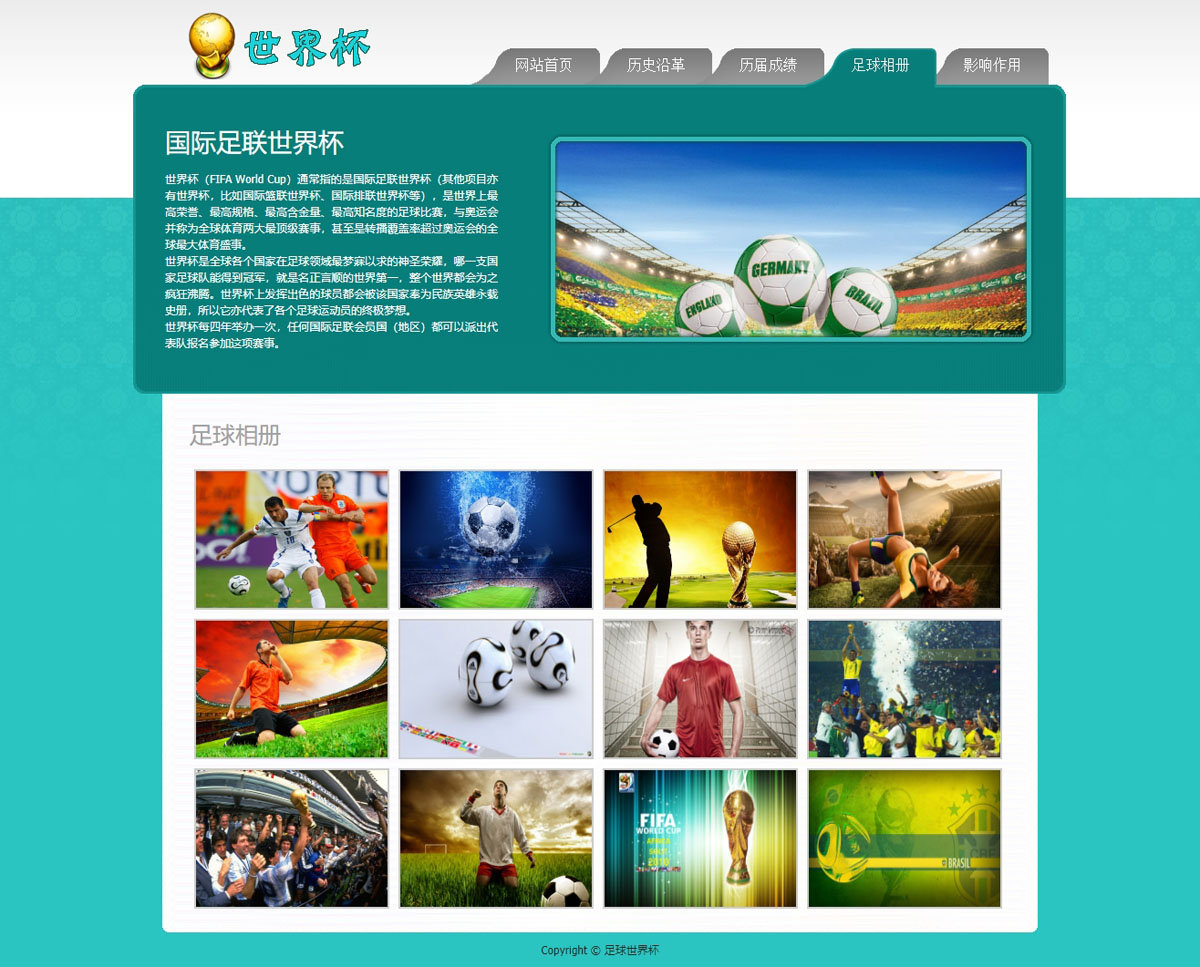 世界杯
网站首页 历史沿革 历届成绩 足球相册 影响作用
国际足联世界杯
世界杯（FIFA World Cup）通常指的是国际足联世界杯（其他项目亦
有世界杯，比如国际篮联世界杯、国际排联世界杯等），是世界上最
高荣誉、最高规格、最高含金量、最高知名度的足球比赛，与奥运会
并称为全球体育两大最顶级赛事，甚至是转播覆盖率超过奥运会的全
球最大体育盛事。
世界杯是全球各个国家在足球领域最梦寐以求的神圣荣耀，哪一支国
家足球队能得到冠军，就是名正言顺的世界第一，整个世界都会为之
疯狂沸腾。世界杯上发挥出色的球员都会被该国家奉为民族英雄永载
史册，所以它亦代表了各个足球运动员的终极梦想。
世界杯每四年举办一次，任何国际足联会员国（地区）都可以派出代
表队报名参加这项赛事。
ENGLAND
GERMANY
BRAZIL
足球相册
FIFA
WORLD CUP
2010
BRASIL
Copyright © 足球世界杯